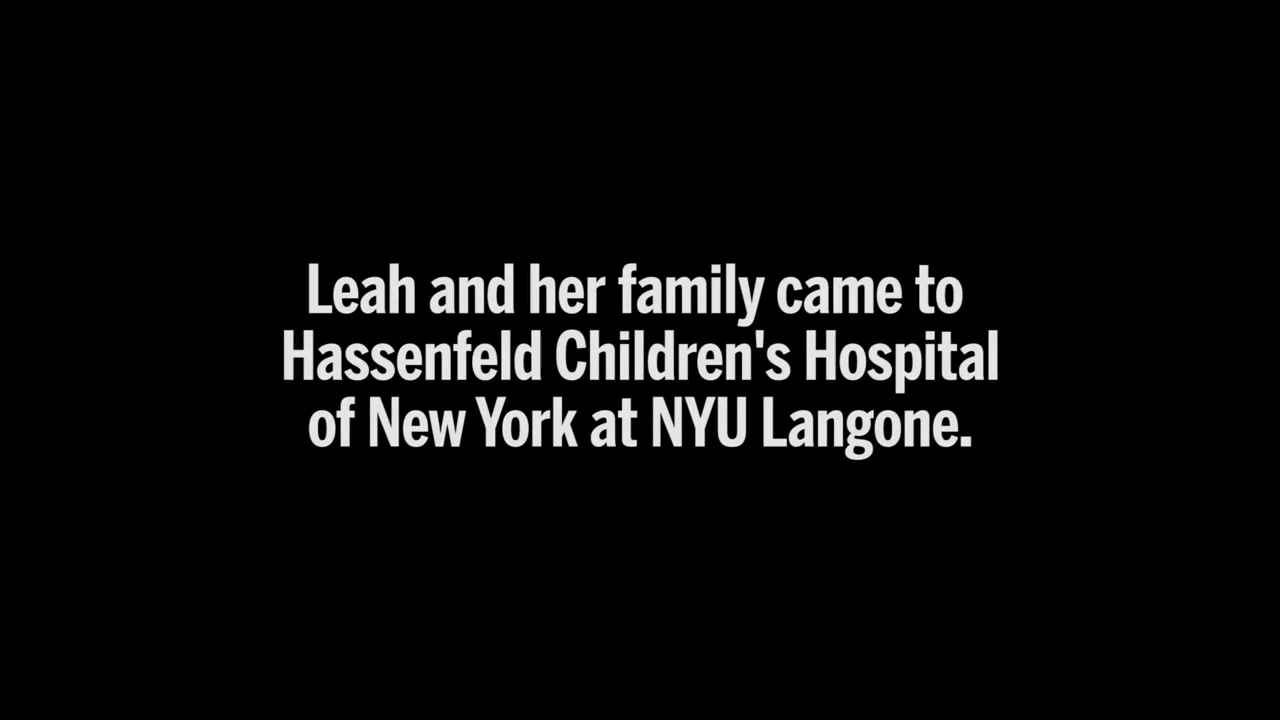 Leah and her family came to
Hassenfeld Children's Hospital
of New York at NYU Langone.